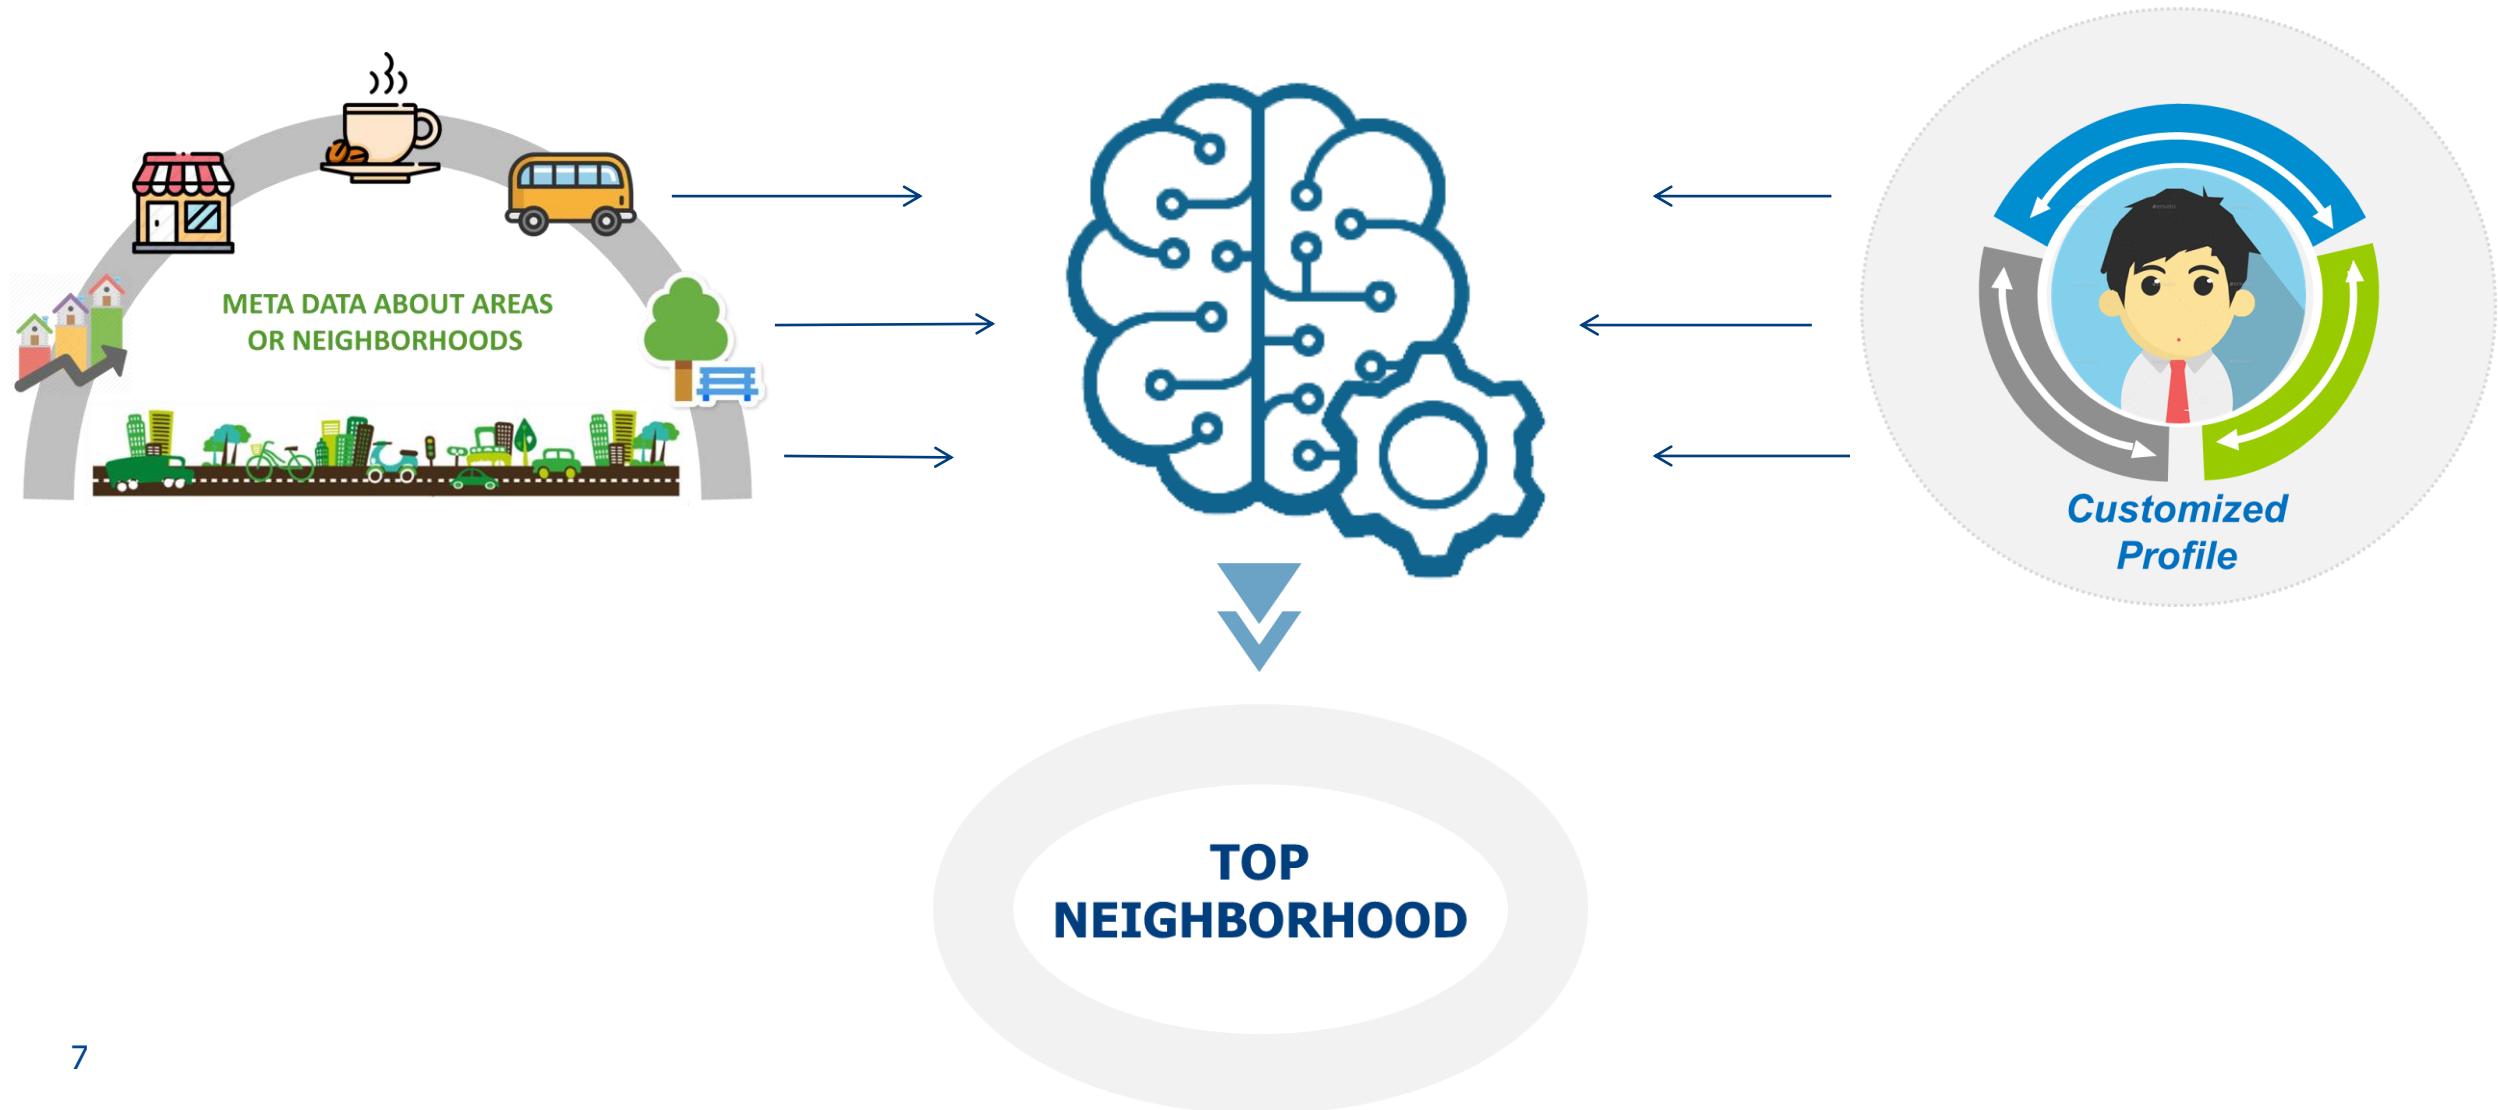 META DATA ABOUT AREAS
OR NEIGHBORHOODS
Customized
Profile
TOP
NEIGHBORHOOD
7